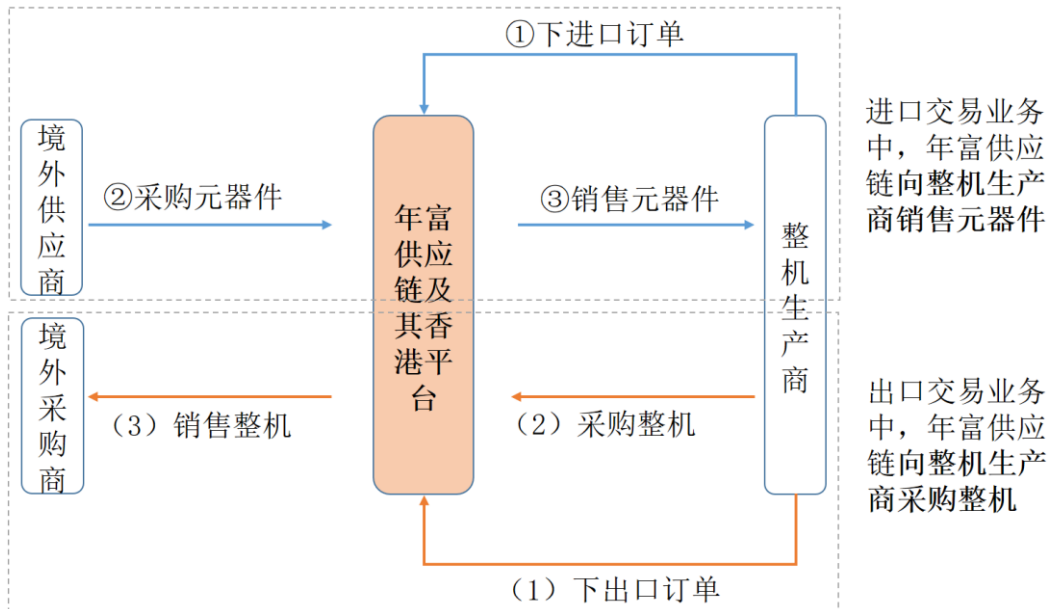 ①下进口订单
境外供应商
②采购元器件
年富
供应
链及
其香
港平
台
③销售元器件
整机生产商
进口交易业务
中，年富供应
链向整机生产
商销售元器件
境外采购商
（3）销售整机
（2）采购整机
出口交易业务
中，年富供应
链向整机生产
商采购整机
（1）下出口订单